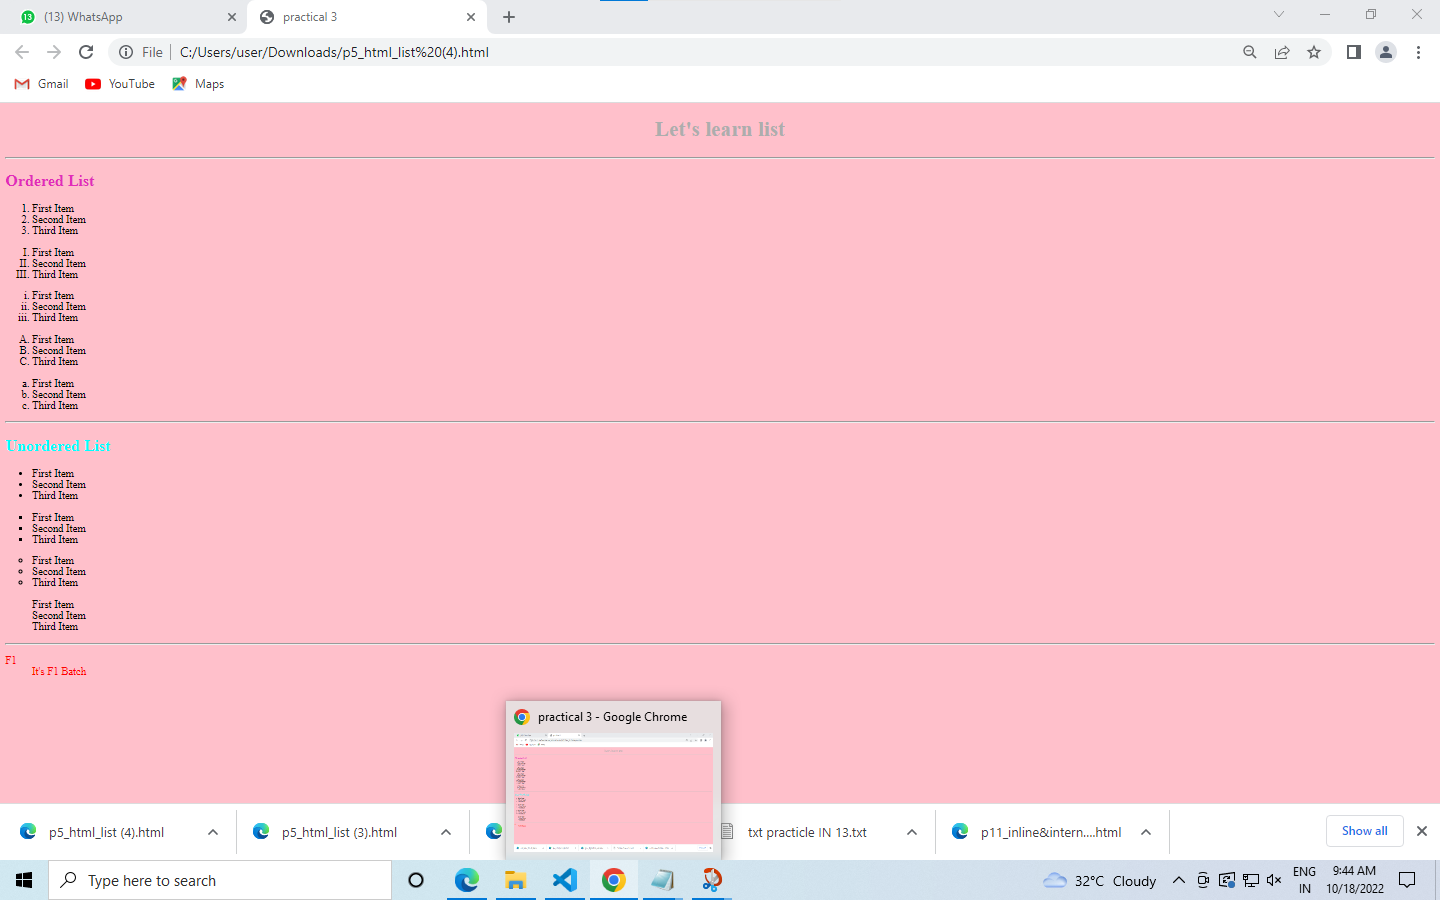 (13) WhatsApp
practical 3
File
C:/Users/user/Downloads/p5_html_list%20(4).html
Gmail
YouTube
Maps
Let's learn list
Ordered List
1. First Item
2. Second Item
3. Third Item
I. First Item
II. Second Item
III. Third Item
i. First Item
ii. Second Item
iii. Third Item
A. First Item
B. Second Item
C. Third Item
a. First Item
b. Second Item
c. Third Item
Unordered List
• First Item
• Second Item
• Third Item
▪ First Item
▪ Second Item
▪ Third Item
◦ First Item
◦ Second Item
◦ Third Item
First Item
Second Item
Third Item
F1
It's F1 Batch
practical 3 - Google Chrome
p5_html_list (4).html
p5_html_list (3).html
txt practicle IN 13.txt
p11_inline&intern....html
Show all
Type here to search
32°C Cloudy
ENG
IN
9:44 AM
10/18/2022